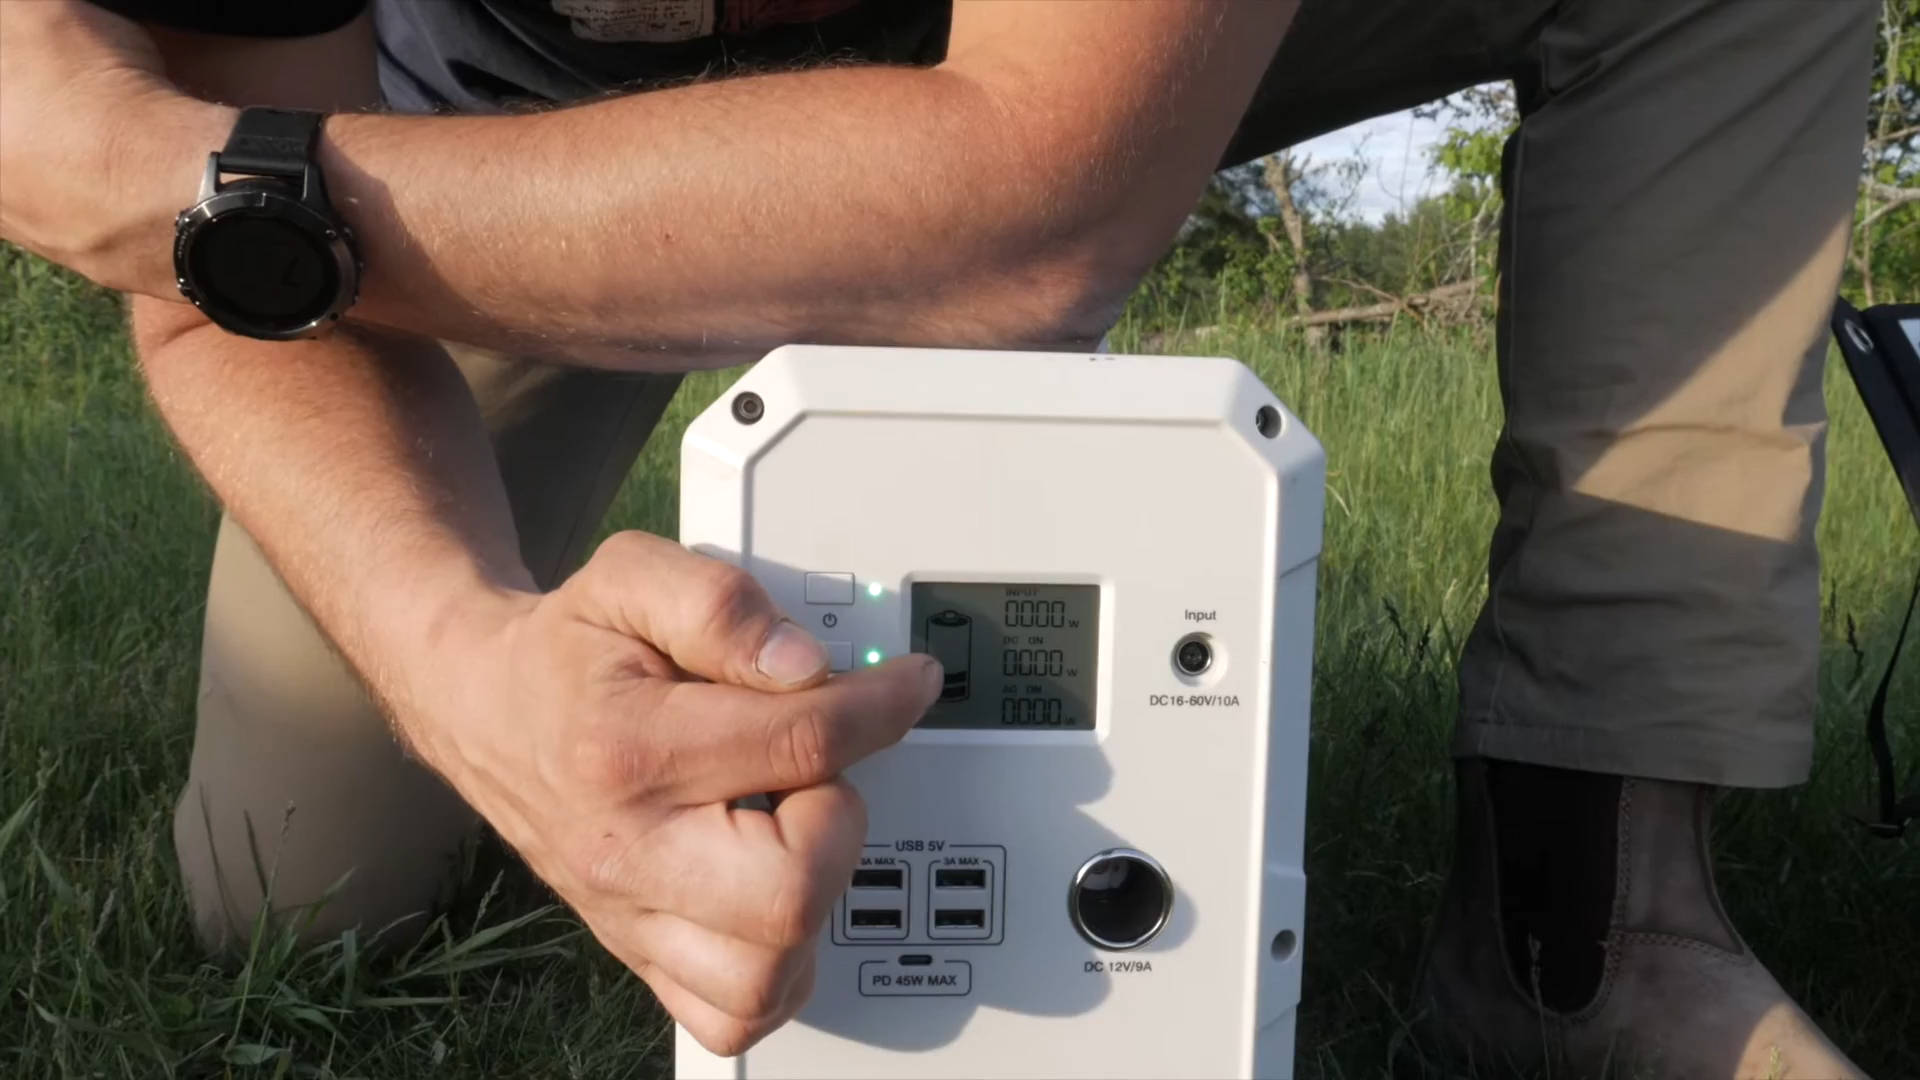 INPUT
0000 W
DC ON
0000 W
AC ON
0000 W
Input
DC16-60V/10A
USB 5V
3A MAX
3A MAX
PD 45W MAX
DC 12V/9A